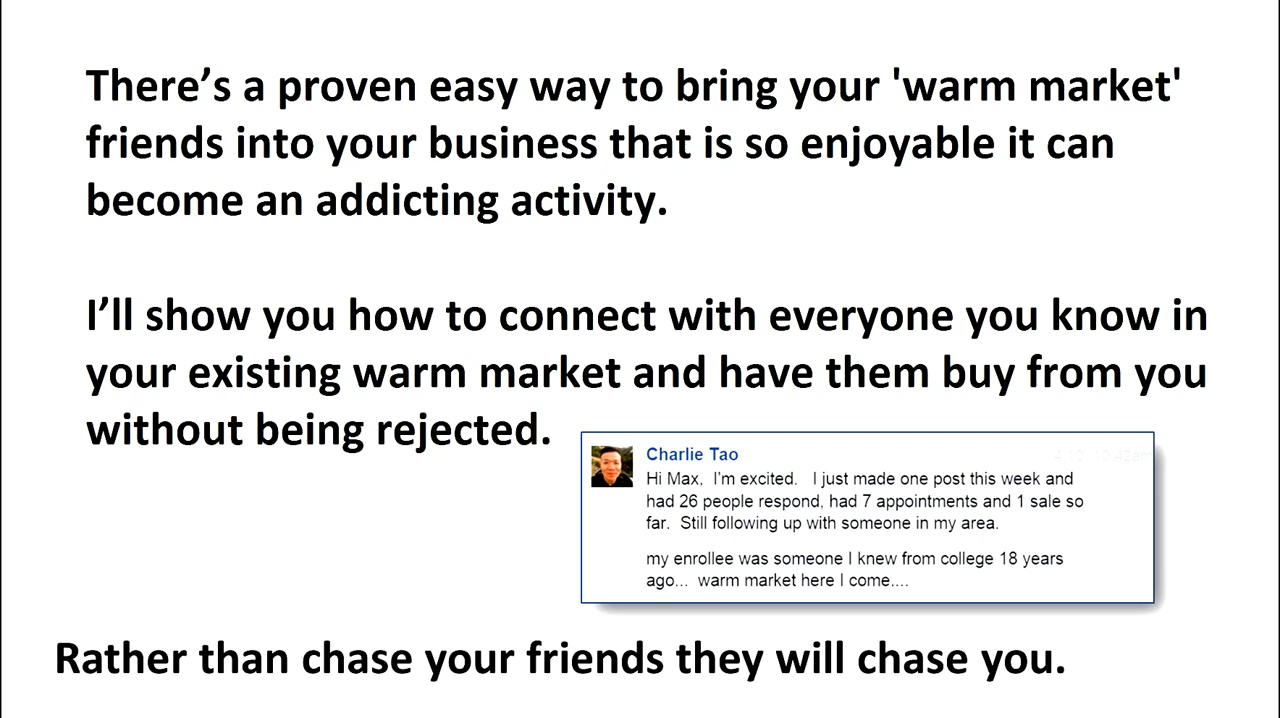 There’s a proven easy way to bring your 'warm market'
friends into your business that is so enjoyable it can
become an addicting activity.
I’ll show you how to connect with everyone you know in
your existing warm market and have them buy from you
without being rejected.
Charlie Tao
4.10, 10:42am
Hi Max, I'm excited. I just made one post this week and
had 26 people respond, had 7 appointments and 1 sale so
far. Still following up with someone in my area.
my enrollee was someone I knew from college 18 years
ago... warm market here I come....
Rather than chase your friends they will chase you.